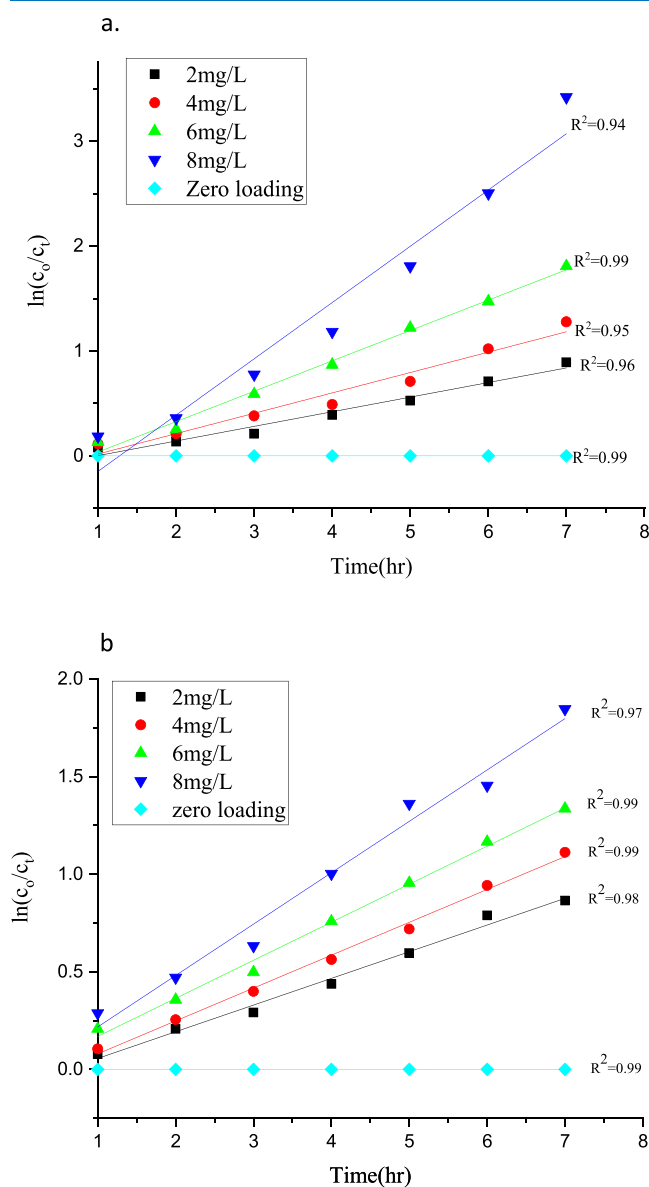 a.
2mg/L
4mg/L
6mg/L
8mg/L
Zero loading
R²=0.94
R²=0.99
R²=0.95
R²=0.96
R²=0.99
3
2
1
0
ln(c₀/cₜ)
1 2 3 4 5 6 7 8
Time(hr)
b
2mg/L
4mg/L
6mg/L
8mg/L
zero loading
R²=0.97
R²=0.99
R²=0.99
R²=0.98
R²=0.99
2.0
1.5
1.0
0.5
0.0
ln(c₀/cₜ)
1 2 3 4 5 6 7 8
Time(hr)